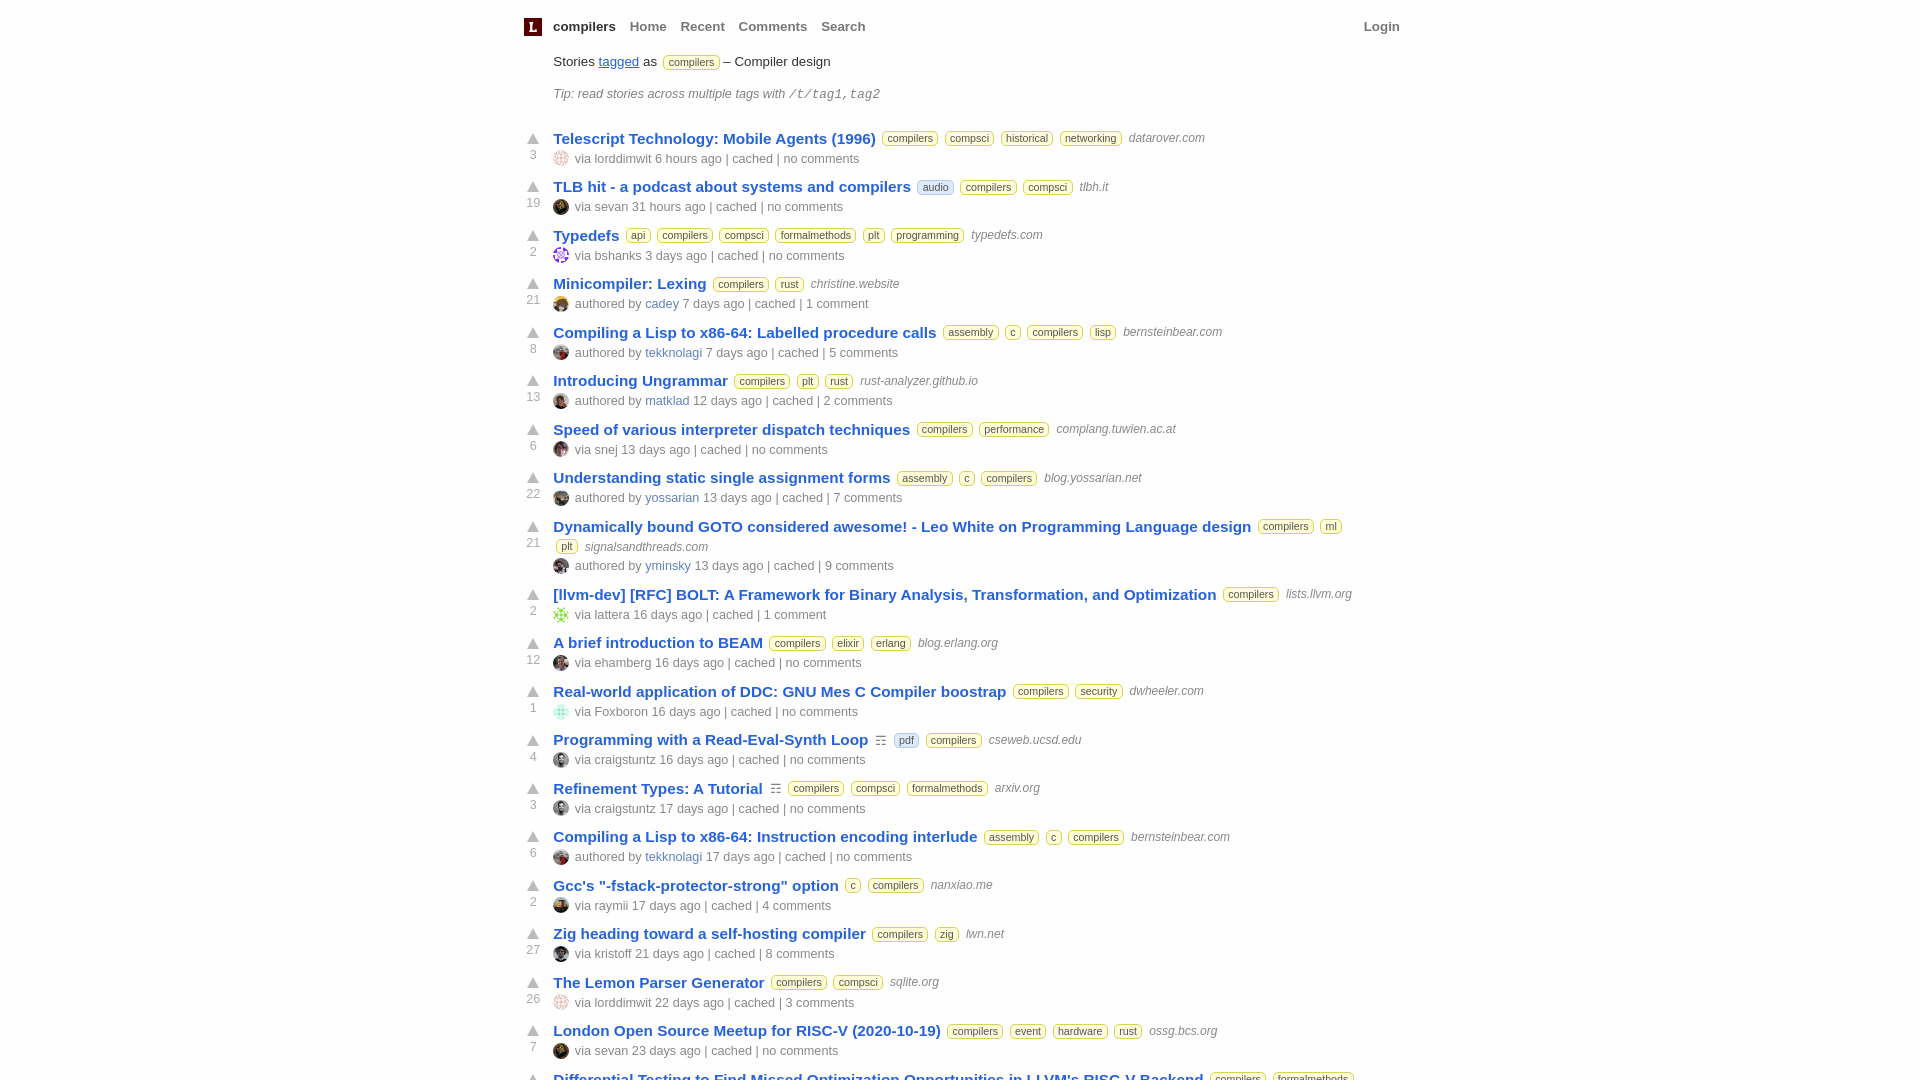 L compilers Home Recent Comments Search Login
Stories tagged as compilers – Compiler design
Tip: read stories across multiple tags with /t/tag1,tag2
Telescript Technology: Mobile Agents (1996) compilers compsci historical networking datarover.com
3 via lorddimwit 6 hours ago | cached | no comments
TLB hit - a podcast about systems and compilers audio compilers compsci tlbh.it
19 via sevan 31 hours ago | cached | no comments
Typedefs api compilers compsci formalmethods plt programming typedefs.com
2 via bshanks 3 days ago | cached | no comments
Minicompiler: Lexing compilers rust christine.website
21 authored by cadey 7 days ago | cached | 1 comment
Compiling a Lisp to x86-64: Labelled procedure calls assembly c compilers lisp bernsteinbear.com
8 authored by tekknolagi 7 days ago | cached | 5 comments
Introducing Ungrammar compilers plt rust rust-analyzer.github.io
13 authored by matklad 12 days ago | cached | 2 comments
Speed of various interpreter dispatch techniques compilers performance complang.tuwien.ac.at
6 via snej 13 days ago | cached | no comments
Understanding static single assignment forms assembly c compilers blog.yossarian.net
22 authored by yossarian 13 days ago | cached | 7 comments
Dynamically bound GOTO considered awesome! - Leo White on Programming Language design compilers ml
21 plt signalsandthreads.com
authored by yminsky 13 days ago | cached | 9 comments
[llvm-dev] [RFC] BOLT: A Framework for Binary Analysis, Transformation, and Optimization compilers lists.llvm.org
2 via lattera 16 days ago | cached | 1 comment
A brief introduction to BEAM compilers elixir erlang blog.erlang.org
12 via ehamberg 16 days ago | cached | no comments
Real-world application of DDC: GNU Mes C Compiler boostrap compilers security dwheeler.com
1 via Foxboron 16 days ago | cached | no comments
Programming with a Read-Eval-Synth Loop ☶ pdf compilers cseweb.ucsd.edu
4 via craigstuntz 16 days ago | cached | no comments
Refinement Types: A Tutorial ☶ compilers compsci formalmethods arxiv.org
3 via craigstuntz 17 days ago | cached | no comments
Compiling a Lisp to x86-64: Instruction encoding interlude assembly c compilers bernsteinbear.com
6 authored by tekknolagi 17 days ago | cached | no comments
Gcc's "-fstack-protector-strong" option c compilers nanxiao.me
2 via raymii 17 days ago | cached | 4 comments
Zig heading toward a self-hosting compiler compilers zig lwn.net
27 via kristoff 21 days ago | cached | 8 comments
The Lemon Parser Generator compilers compsci sqlite.org
26 via lorddimwit 22 days ago | cached | 3 comments
London Open Source Meetup for RISC-V (2020-10-19) compilers event hardware rust ossg.bcs.org
7 via sevan 23 days ago | cached | no comments
Differential Testing to Find Missed Optimization Opportunities in LLVM's RISC-V Backend compilers formalmethods